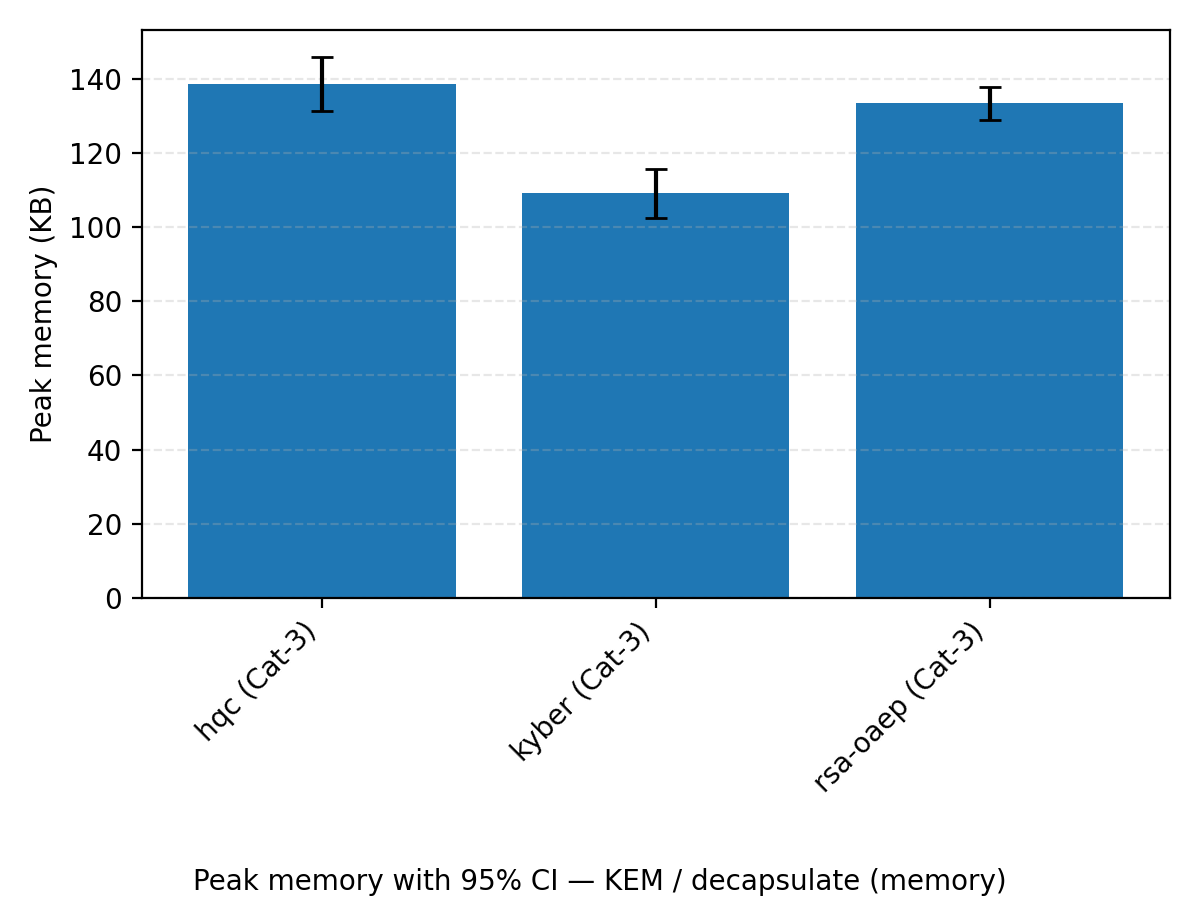 Peak memory (KB)
140
120
100
80
60
40
20
0
hqc (Cat-3)
kyber (Cat-3)
rsa-oaep (Cat-3)
Peak memory with 95% CI — KEM / decapsulate (memory)